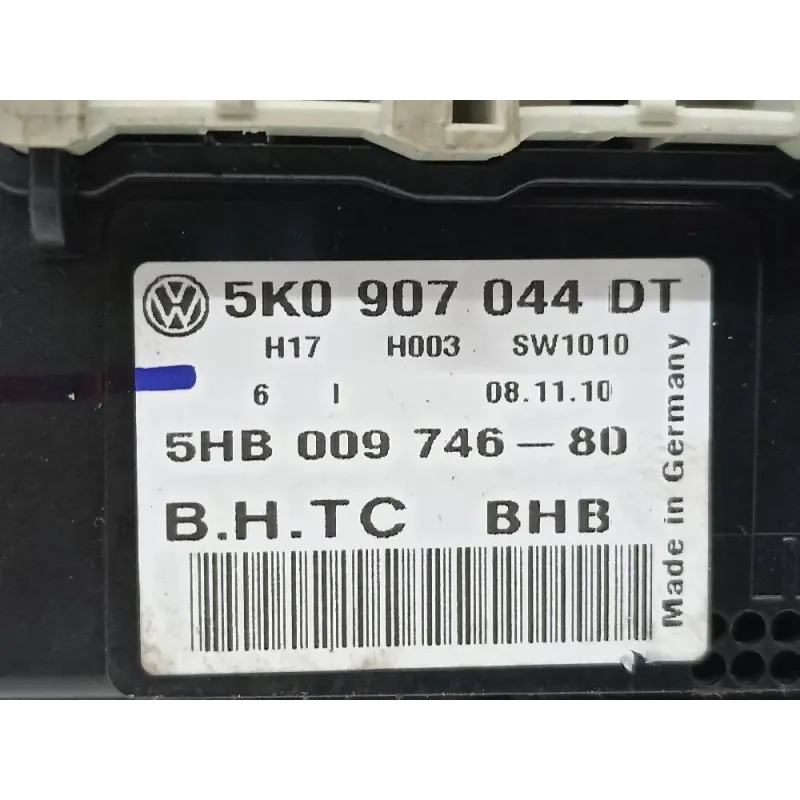 5K0 907 044 DT
H17 H003 SW1010
6 I 08.11.10
5HB 009 746-80
B.H.TC BHB
Made in Germany